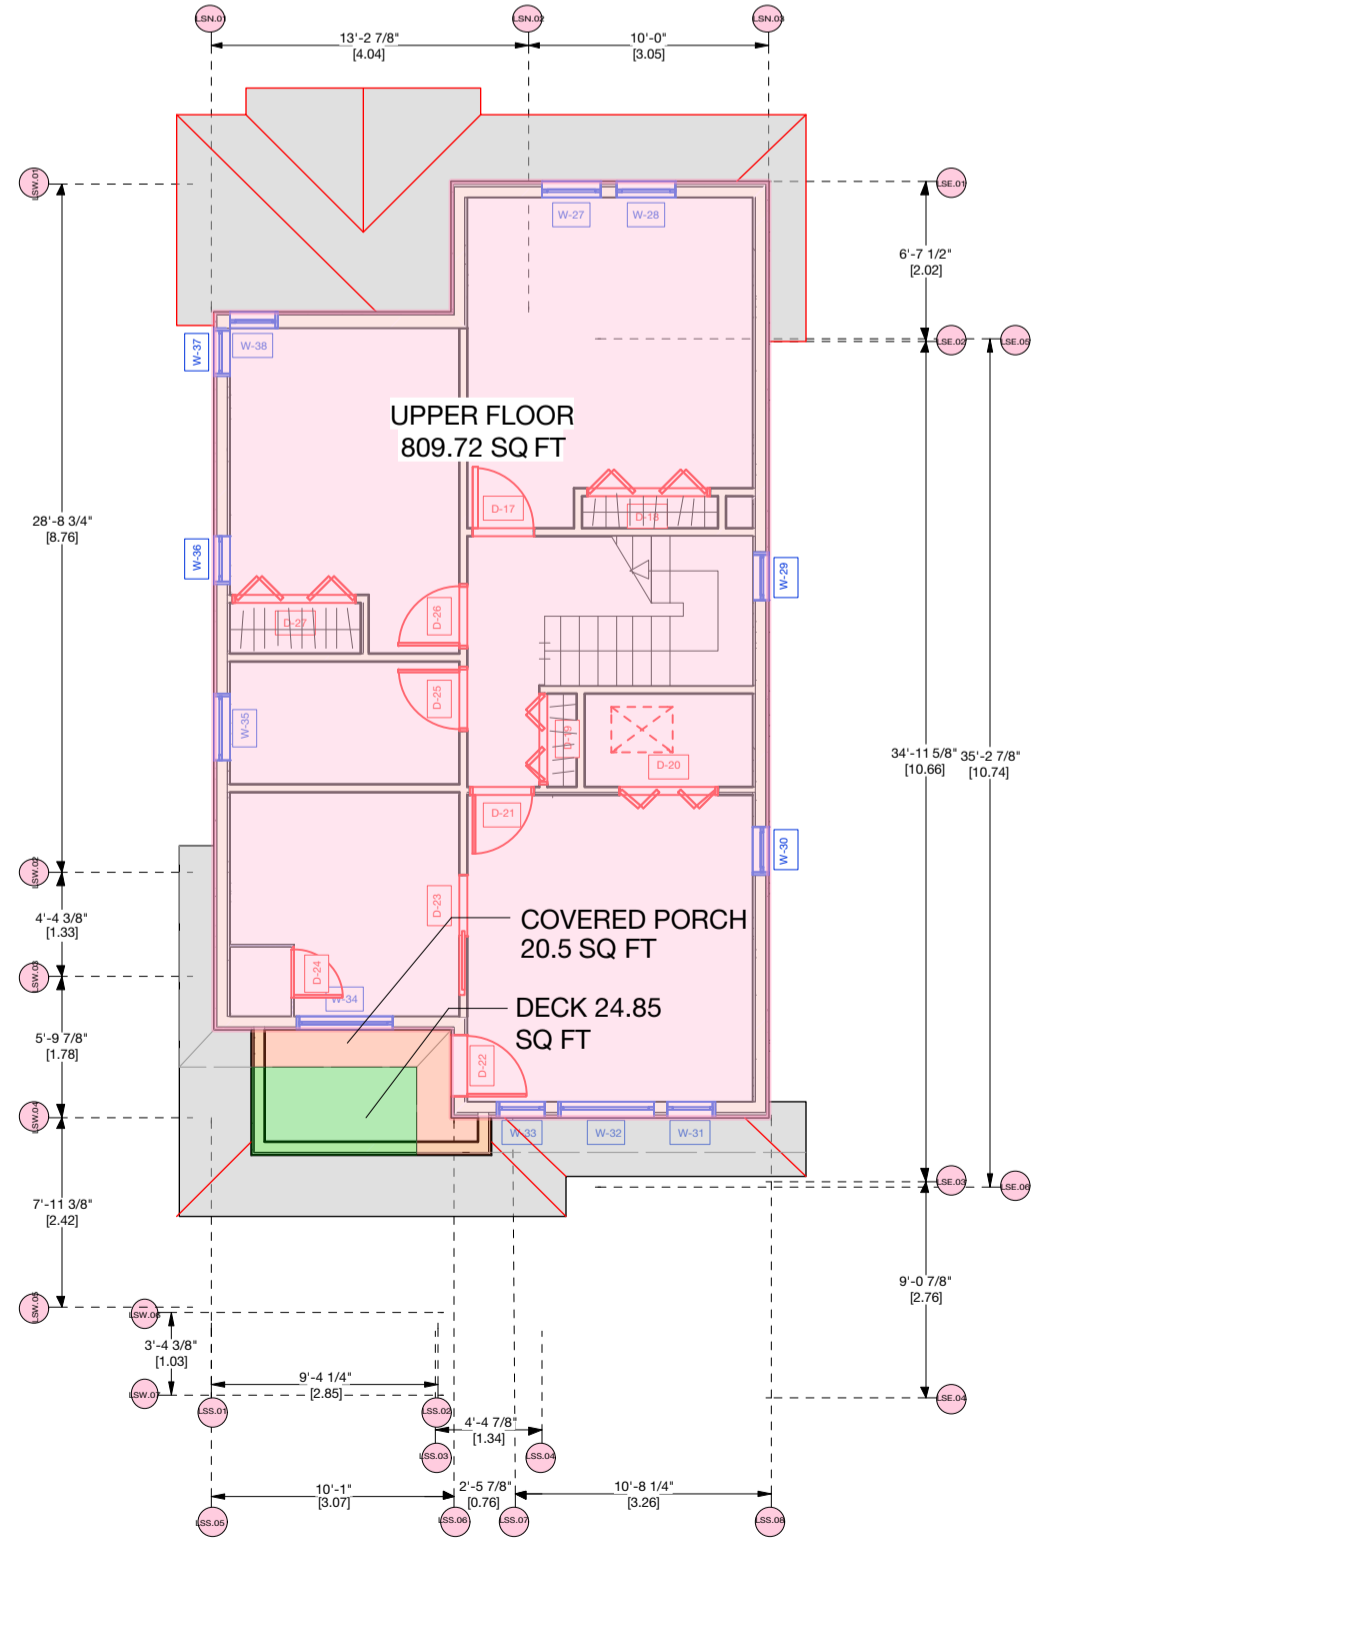 LSN.01
LSN.02
LSN.03
13'-2 7/8"
[4.04]
10'-0"
[3.05]
LSW.01
LSE.01
W-27
W-28
6'-7 1/2"
[2.02]
LSE.02
LSE.05
W-37
W-38
UPPER FLOOR
809.72 SQ FT
D-17
D-18
28'-8 3/4"
[8.76]
W-36
W-29
D-27
D-26
D-25
W-35
D-19
D-20
34'-11 5/8"
[10.66]
35'-2 7/8"
[10.74]
D-21
W-30
LSW.02
4'-4 3/8"
[1.33]
D-23
COVERED PORCH
20.5 SQ FT
LSW.03
D-24
W-34
DECK 24.85
SQ FT
5'-9 7/8"
[1.78]
D-22
LSW.04
W-33
W-32
W-31
LSE.03
LSE.06
7'-11 3/8"
[2.42]
9'-0 7/8"
[2.76]
LSW.05
LSW.06
3'-4 3/8"
[1.03]
LSW.07
9'-4 1/4"
[2.85]
LSE.04
LSS.01
LSS.02
4'-4 7/8"
[1.34]
LSS.03
LSS.04
10'-1"
[3.07]
2'-5 7/8"
[0.76]
10'-8 1/4"
[3.26]
LSS.05
LSS.06
LSS.07
LSS.08